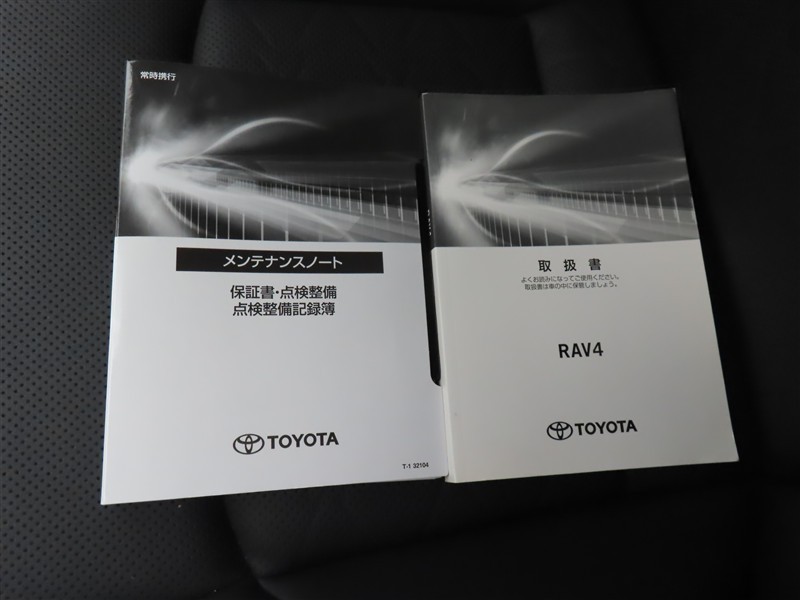 常時携行
メンテナンスノート
保証書・点検整備
点検整備記録簿
TOYOTA
T-1 32104
取扱書
よくお読みになってご使用ください。
取扱書は車の中に保管しましょう。
RAV4
TOYOTA